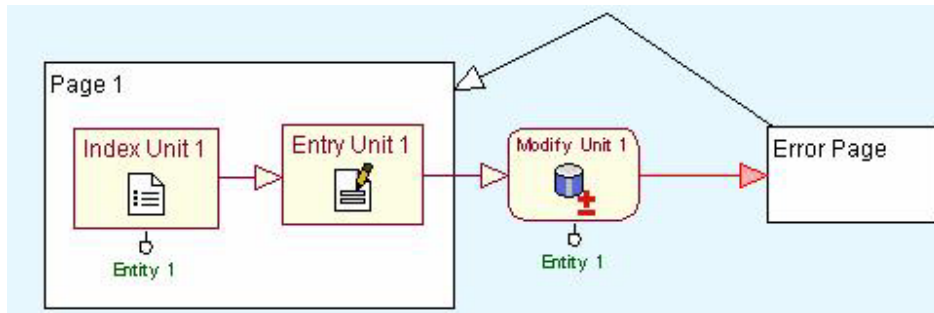 Page 1
Index Unit 1
Entry Unit 1
Modify Unit 1
Error Page
Entity 1
Entity 1